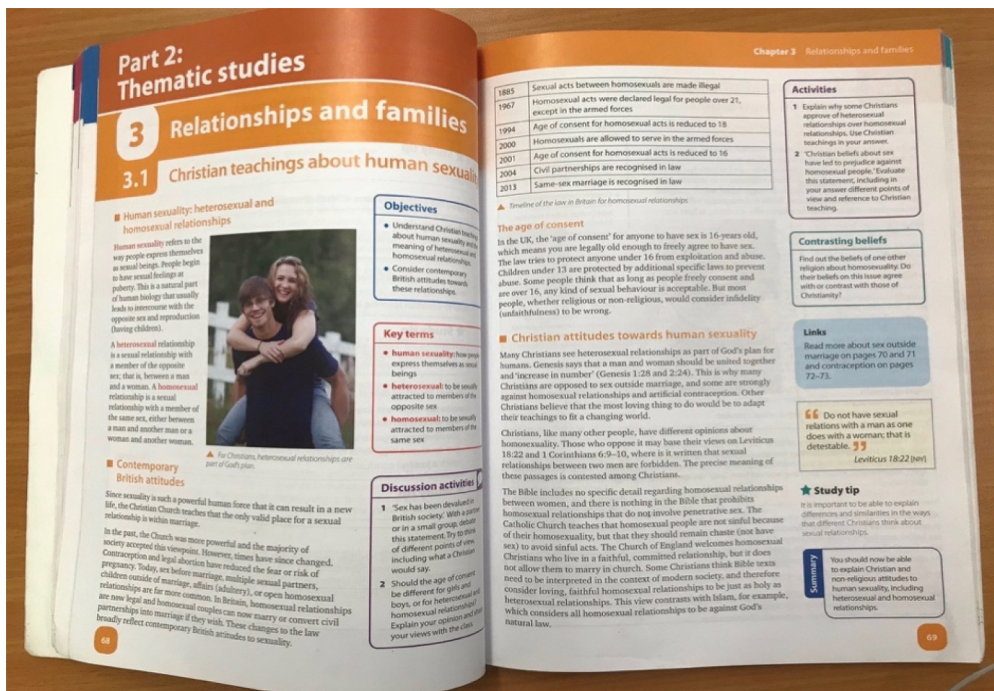 Part 2:
Thematic studies
3
Relationships and families
3.1
Christian teachings about human sexuality
■ Human sexuality: heterosexual and
homosexual relationships
Human sexuality refers to the
way people express themselves
as sexual beings. People begin
to have sexual feelings at
puberty. This is a natural part
of human biology that usually
leads to intercourse with the
opposite sex and reproduction
(having children).
A heterosexual relationship
is a sexual relationship with
a member of the opposite
sex; that is, between a man
and a woman. A homosexual
relationship is a sexual
relationship with a member of
the same sex, either between
a man and another man or a
woman and another woman.
▲ For Christians, heterosexual relationships are
part of God's plan.
■ Contemporary
British attitudes
Since sexuality is such a powerful human force that it can result in a new
life, the Christian Church teaches that the only valid place for a sexual
relationship is within marriage.
In the past, the Church was more powerful and the majority of
society accepted this viewpoint. However, times have since changed.
Contraception and legal abortion have reduced the fear or risk of
pregnancy. Today, sex before marriage, multiple sexual partners,
children outside of marriage, affairs (adultery), or open homosexual
relationships are far more common. In Britain, homosexual relationships
are now legal and homosexual couples can now marry or convert civil
partnerships into marriage if they wish. These changes to the law
broadly reflect contemporary British attitudes to sexuality.
68
Objectives
• Understand Christian
about human sexuality and the
meaning of heterosexual and
homosexual relationships.
• Consider contemporary
British attitudes towards
these relationships.
Key terms
• human sexuality: how people
express themselves as sexual
beings
• heterosexual: to be sexually
attracted to members of the
opposite sex
• homosexual: to be sexually
attracted to members of the
same sex
Discussion activities
1 'Sex has been devalued in
British society.' With a partner
or in a small group, debate
this statement. Try to think
of different points of view,
including what a Christian
would say.
2 Should the age of consent
be different for girls and
boys, or for heterosexual and
homosexual relationships?
Explain your opinion and share
your views with the class.
Chapter 3 Relationships and families
1885 Sexual acts between homosexuals are made illegal
1967 Homosexual acts were declared legal for people over 21,
except in the armed forces
1994 Age of consent for homosexual acts is reduced to 18
2000 Homosexuals are allowed to serve in the armed forces
2001 Age of consent for homosexual acts is reduced to 16
2004 Civil partnerships are recognised in law
2013 Same-sex marriage is recognised in law
▲ Timeline of the law in Britain for homosexual relationships
The age of consent
In the UK, the 'age of consent' for anyone to have sex is 16-years old,
which means you are legally old enough to freely agree to have sex.
The law tries to protect anyone under 16 from exploitation and abuse.
Children under 13 are protected by additional specific laws to prevent
abuse. Some people think that as long as people freely consent and
are over 16, any kind of sexual behaviour is acceptable. But most
people, whether religious or non-religious, would consider infidelity
(unfaithfulness) to be wrong.
■ Christian attitudes towards human sexuality
Many Christians see heterosexual relationships as part of God's plan for
humans. Genesis says that a man and woman should be united together
and 'increase in number' (Genesis 1:28 and 2:24). This is why many
Christians are opposed to sex outside marriage, and some are strongly
against homosexual relationships and artificial contraception. Other
Christians believe that the most loving thing to do would be to adapt
their teachings to fit a changing world.
Christians, like many other people, have different opinions about
homosexuality. Those who oppose it may base their views on Leviticus
18:22 and 1 Corinthians 6:9–10, where it is written that sexual
relationships between two men are forbidden. The precise meaning of
these passages is contested among Christians.
The Bible includes no specific detail regarding homosexual relationships
between women, and there is nothing in the Bible that prohibits
homosexual relationships that do not involve penetrative sex. The
Catholic Church teaches that homosexual people are not sinful because
of their homosexuality, but that they should remain chaste (not have
sex) to avoid sinful acts. The Church of England welcomes homosexual
Christians who live in a faithful, committed relationship, but it does
not allow them to marry in church. Some Christians think Bible texts
need to be interpreted in the context of modern society, and therefore
consider loving, faithful homosexual relationships to be just as holy as
heterosexual relationships. This view contrasts with Islam, for example,
which considers all homosexual relationships to be against God's
natural law.
Activities
1 Explain why some Christians
approve of heterosexual
relationships over homosexual
relationships. Use Christian
teachings in your answer.
2 'Christian beliefs about sex
have led to prejudice against
homosexual people.' Evaluate
this statement, including in
your answer different points of
view and reference to Christian
teaching.
Contrasting beliefs
Find out the beliefs of one other
religion about homosexuality. Do
their beliefs on this issue agree
with or contrast with those of
Christianity?
Links
Read more about sex outside
marriage on pages 70 and 71
and contraception on pages
72–73.
“ Do not have sexual
relations with a man as one
does with a woman; that is
detestable. ”
Leviticus 18:22 (NIV)
★ Study tip
It is important to be able to explain
differences and similarities in the ways
that different Christians think about
sexual relationships.
Summary
You should now be able
to explain Christian and
non-religious attitudes to
human sexuality, including
heterosexual and homosexual
relationships.
69